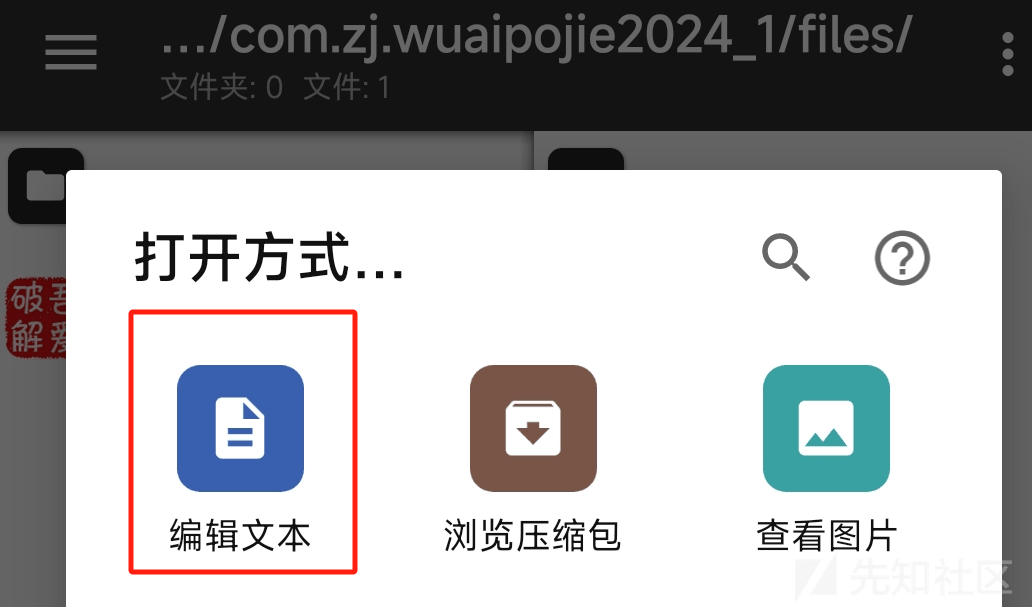 .../com.zj.wuaipojie2024_1/files/
文件夹: 0 文件: 1
打开方式...
破吾
解爱
编辑文本
浏览压缩包
查看图片
先知社区